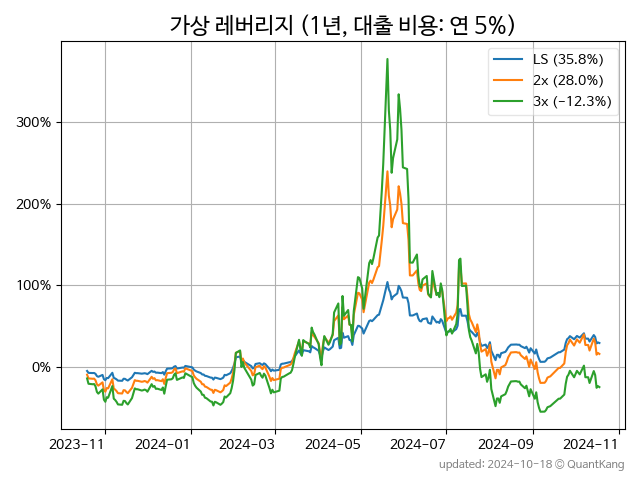 가상 레버리지 (1년, 대출 비용: 연 5%)
LS (35.8%)
2x (28.0%)
3x (−12.3%)
300%
200%
100%
0%
2023-11 2024-01 2024-03 2024-05 2024-07 2024-09 2024-11
updated: 2024-10-18 © QuantKang